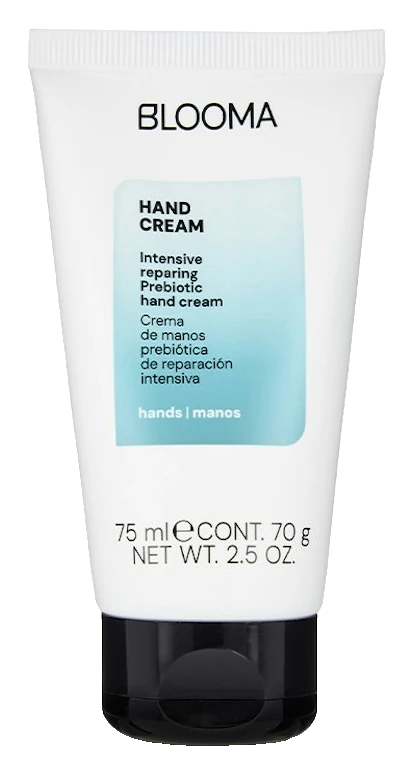 BLOOMA
HAND
CREAM
Intensive
reparing
Prebiotic
hand cream
Crema
de manos
prebiótica
de reparación
intensiva
hands | manos
75 ml ℮ CONT. 70 g
NET WT. 2.5 OZ.